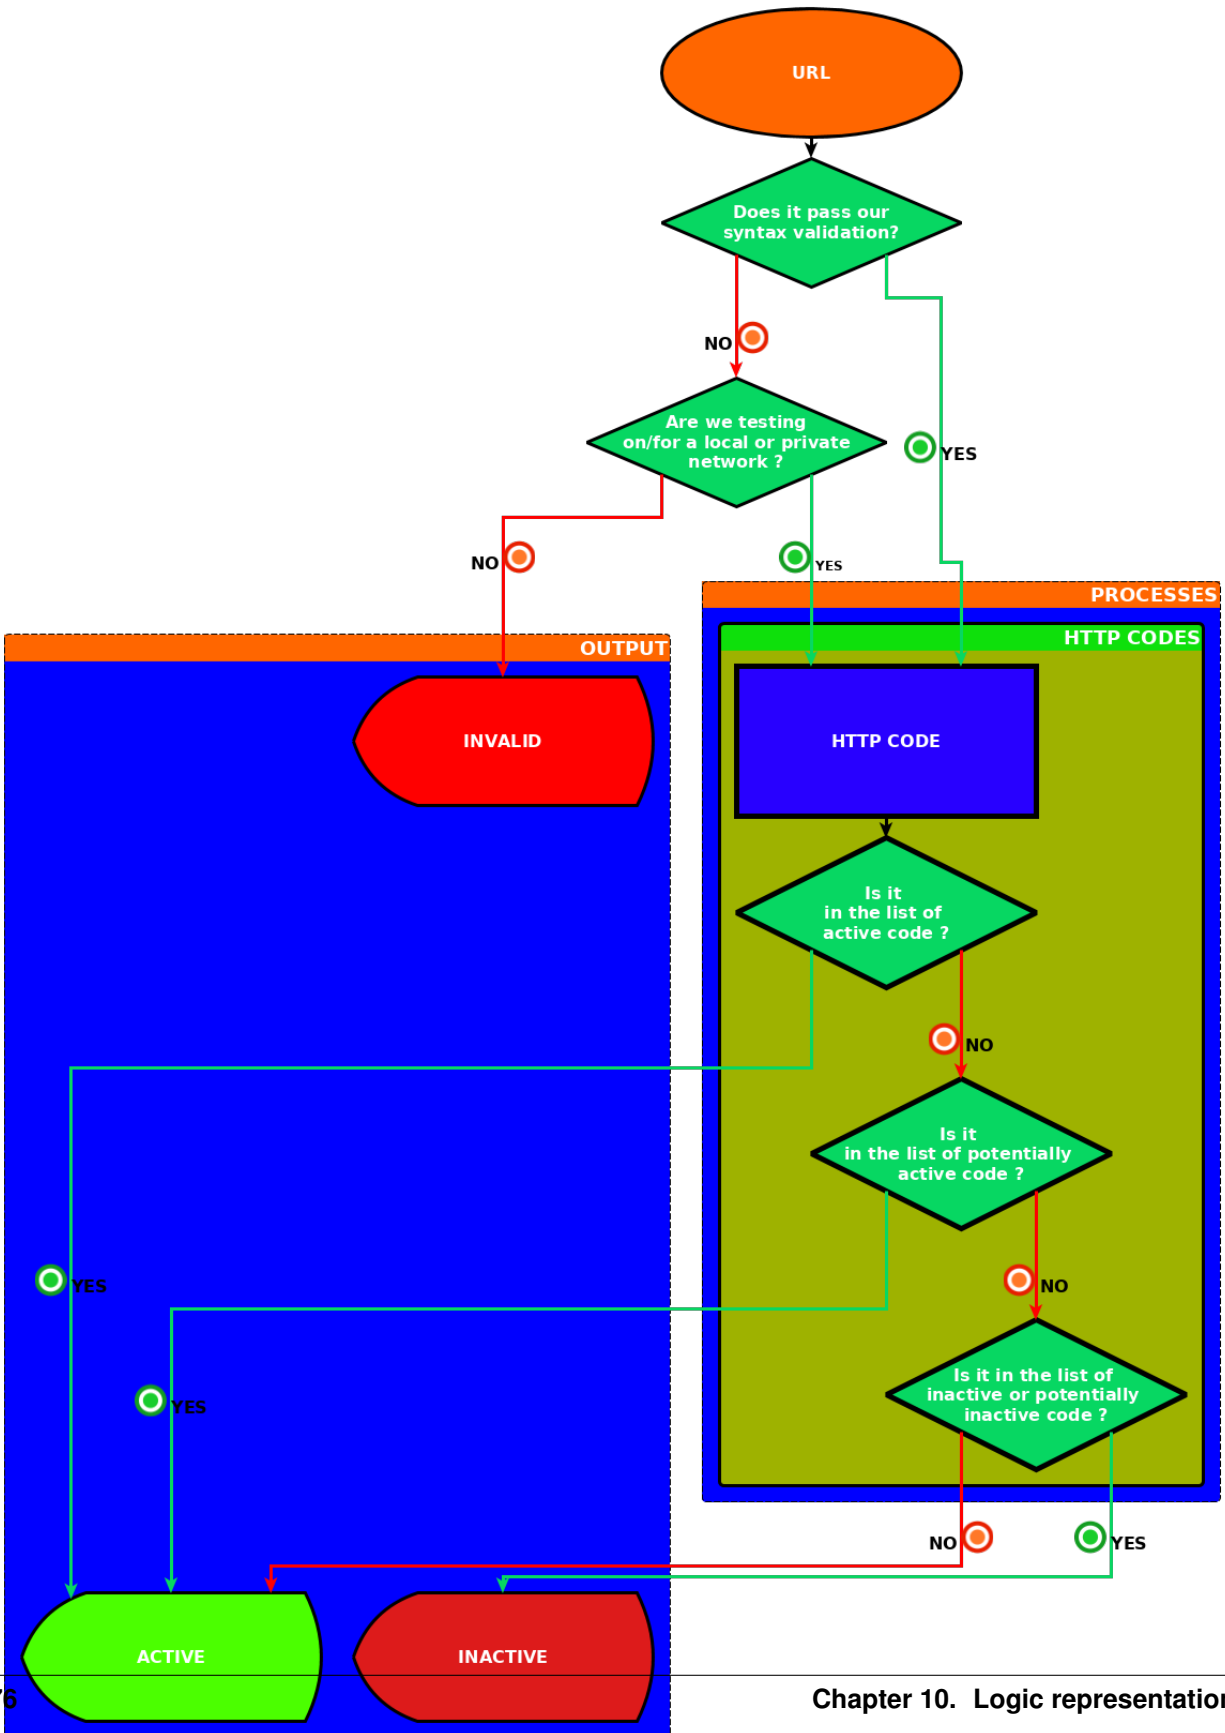 URL
Does it pass our
syntax validation?
NO
Are we testing
on/for a local or private
network ?
YES
NO
YES
PROCESSES
HTTP CODES
OUTPUT
INVALID
HTTP CODE
Is it
in the list of
active code ?
NO
Is it
in the list of potentially
active code ?
YES
NO
YES
Is it in the list of
inactive or potentially
inactive code ?
NO
YES
ACTIVE
INACTIVE
6
Chapter 10. Logic representation